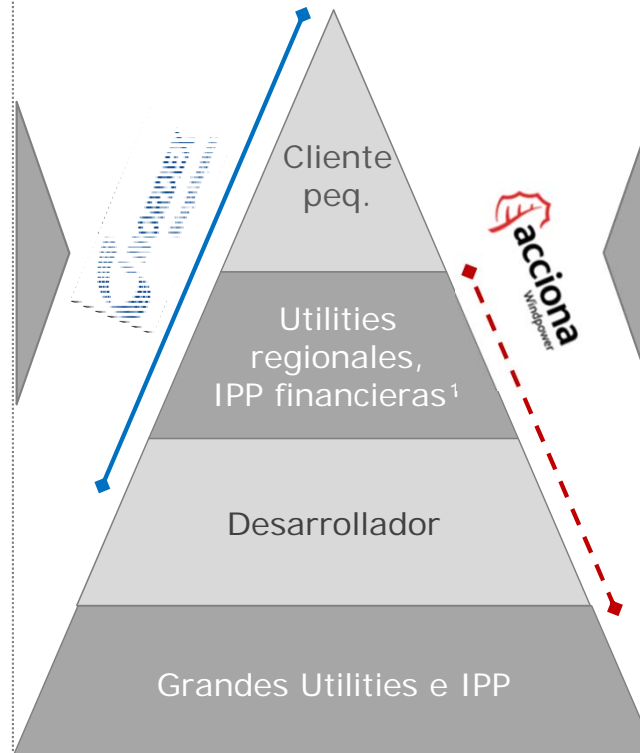 Cliente
peq.
acciona
Windpower
Utilities
regionales,
IPP financieras¹
Desarrollador
Grandes Utilities e IPP